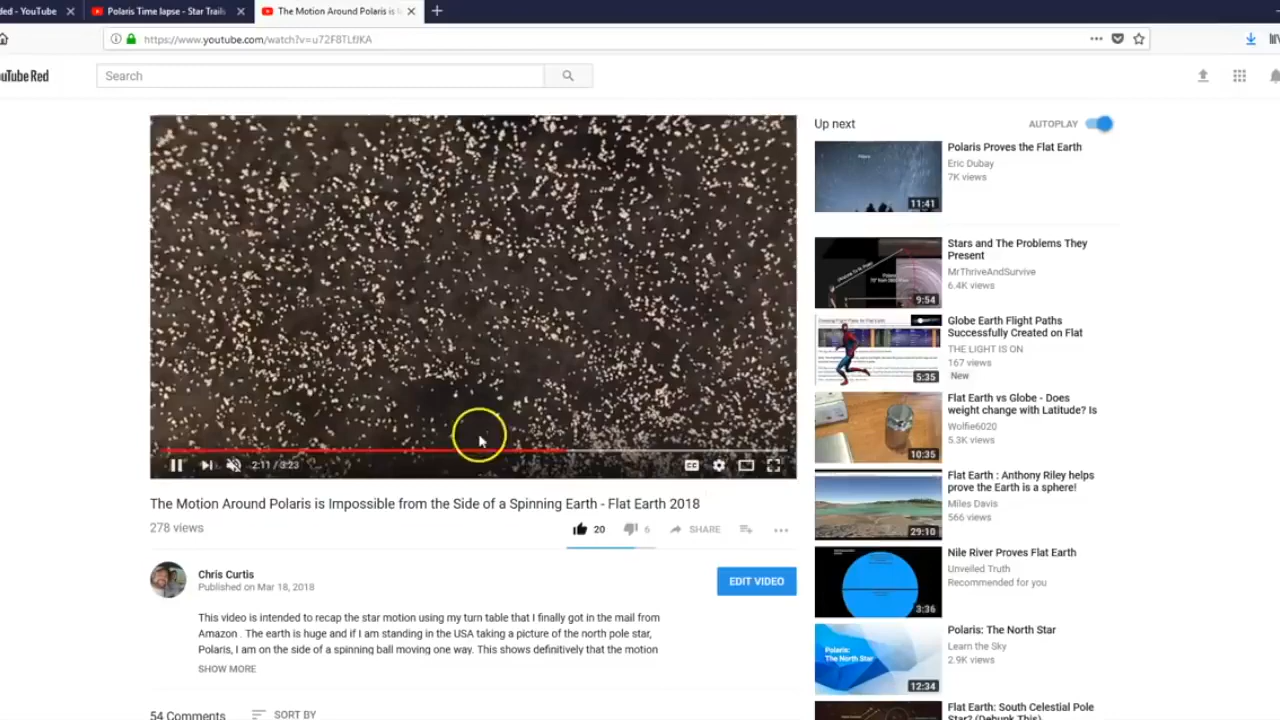 ded - YouTube
Polaris Time lapse - Star Trails
The Motion Around Polaris is
https://www.youtube.com/watch?v=u72F8TLfJKA
ouTube Red
Search
Up next
AUTOPLAY
Polaris Proves the Flat Earth
Eric Dubay
7K views
11:41
Stars and The Problems They
Present
MrThriveAndSurvive
6.4K views
9:54
Globe Earth Flight Paths
Successfully Created on Flat
THE LIGHT IS ON
167 views
New
5:35
Flat Earth vs Globe - Does
weight change with Latitude? Is
Wolfie6020
5.3K views
10:35
Flat Earth : Anthony Riley helps
prove the Earth is a sphere!
Miles Davis
566 views
29:10
Nile River Proves Flat Earth
Unveiled Truth
Recommended for you
3:36
Polaris: The North Star
Learn the Sky
2.9K views
Polaris:
The North Star
12:34
Flat Earth: South Celestial Pole
Star? (Debunk This)
2:11 / 3:23
CC
The Motion Around Polaris is Impossible from the Side of a Spinning Earth - Flat Earth 2018
278 views
20
6
SHARE
Chris Curtis
Published on Mar 18, 2018
EDIT VIDEO
This video is intended to recap the star motion using my turn table that I finally got in the mail from
Amazon . The earth is huge and if I am standing in the USA taking a picture of the north pole star,
Polaris, I am on the side of a spinning ball moving one way. This shows definitively that the motion
SHOW MORE
54 Comments
SORT BY